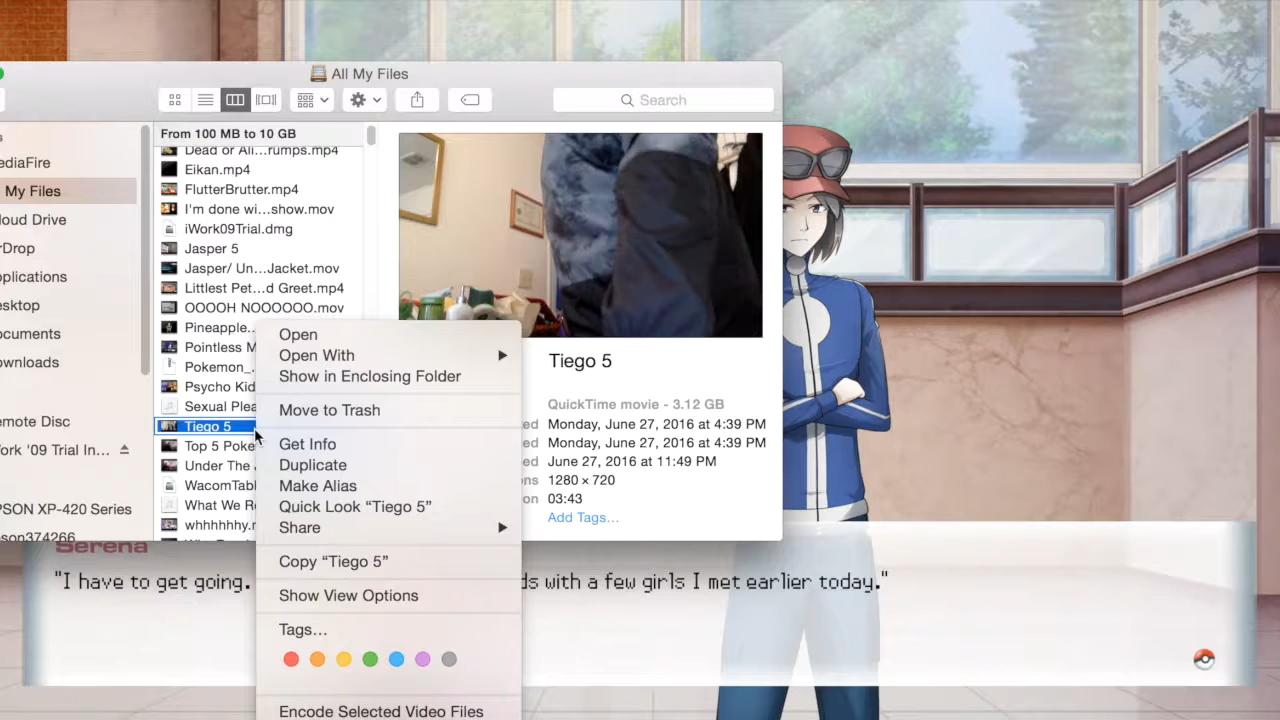 All My Files
Search
ediaFire
My Files
loud Drive
rDrop
pplications
esktop
ocuments
ownloads
emote Disc
ork '09 Trial In…
PSON XP-420 Series
pson374266
From 100 MB to 10 GB
Dead or Ali…rumps.mp4
Eikan.mp4
FlutterBrutter.mp4
I'm done wi…show.mov
iWork09Trial.dmg
Jasper 5
Jasper/ Un…Jacket.mov
Littlest Pet…d Greet.mp4
OOOOH NOOOOOO.mov
Pineapple…
Pointless M
Pokemon_
Psycho Kid
Sexual Plea
Tiego 5
Top 5 Poke
Under The
WacomTabl
What We R
whhhhhhy.m
Open
Open With
Show in Enclosing Folder
Move to Trash
Get Info
Duplicate
Make Alias
Quick Look “Tiego 5”
Share
Copy “Tiego 5”
Show View Options
Tags…
Encode Selected Video Files
Tiego 5
QuickTime movie - 3.12 GB
ed Monday, June 27, 2016 at 4:39 PM
ed Monday, June 27, 2016 at 4:39 PM
ed June 27, 2016 at 11:49 PM
ns 1280 × 720
on 03:43
Add Tags…
Serena
"I have to get going. ds with a few girls I met earlier today."